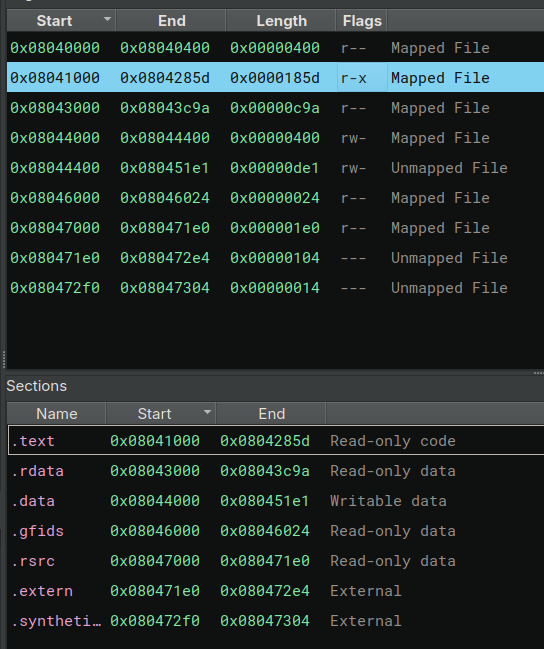 Start End Length Flags
0x08040000 0x08040400 0x00000400 r-- Mapped File
0x08041000 0x0804285d 0x0000185d r-x Mapped File
0x08043000 0x08043c9a 0x00000c9a r-- Mapped File
0x08044000 0x08044400 0x00000400 rw- Mapped File
0x08044400 0x080451e1 0x00000de1 rw- Unmapped File
0x08046000 0x08046024 0x00000024 r-- Mapped File
0x08047000 0x080471e0 0x000001e0 r-- Mapped File
0x080471e0 0x080472e4 0x00000104 --- Unmapped File
0x080472f0 0x08047304 0x00000014 --- Unmapped File
Sections
Name Start End
.text 0x08041000 0x0804285d Read-only code
.rdata 0x08043000 0x08043c9a Read-only data
.data 0x08044000 0x080451e1 Writable data
.gfids 0x08046000 0x08046024 Read-only data
.rsrc 0x08047000 0x080471e0 Read-only data
.extern 0x080471e0 0x080472e4 External
.syntheti… 0x080472f0 0x08047304 External